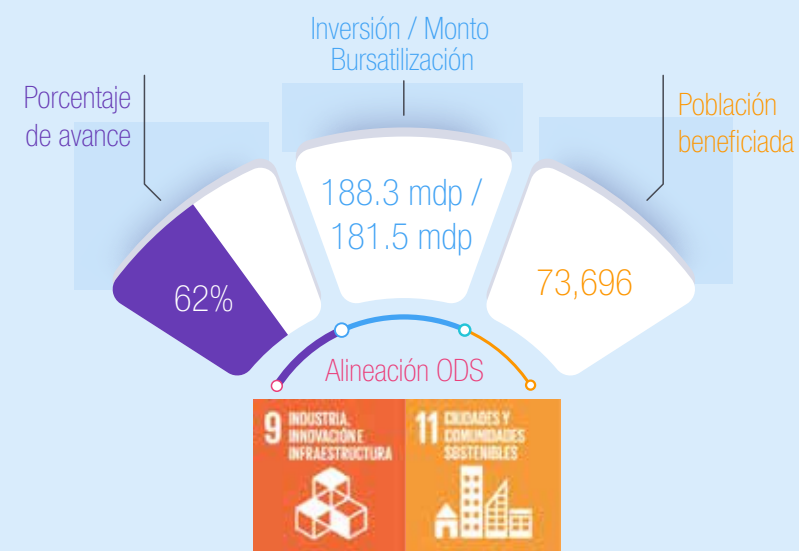 Inversión / Monto
Bursatilización
Porcentaje
de avance
Población
beneficiada
188.3 mdp /
181.5 mdp
62%
73,696
Alineación ODS
9 INDUSTRIA,
INNOVACIÓN E
INFRAESTRUCTURA
11 CIUDADES Y
COMUNIDADES
SOSTENIBLES